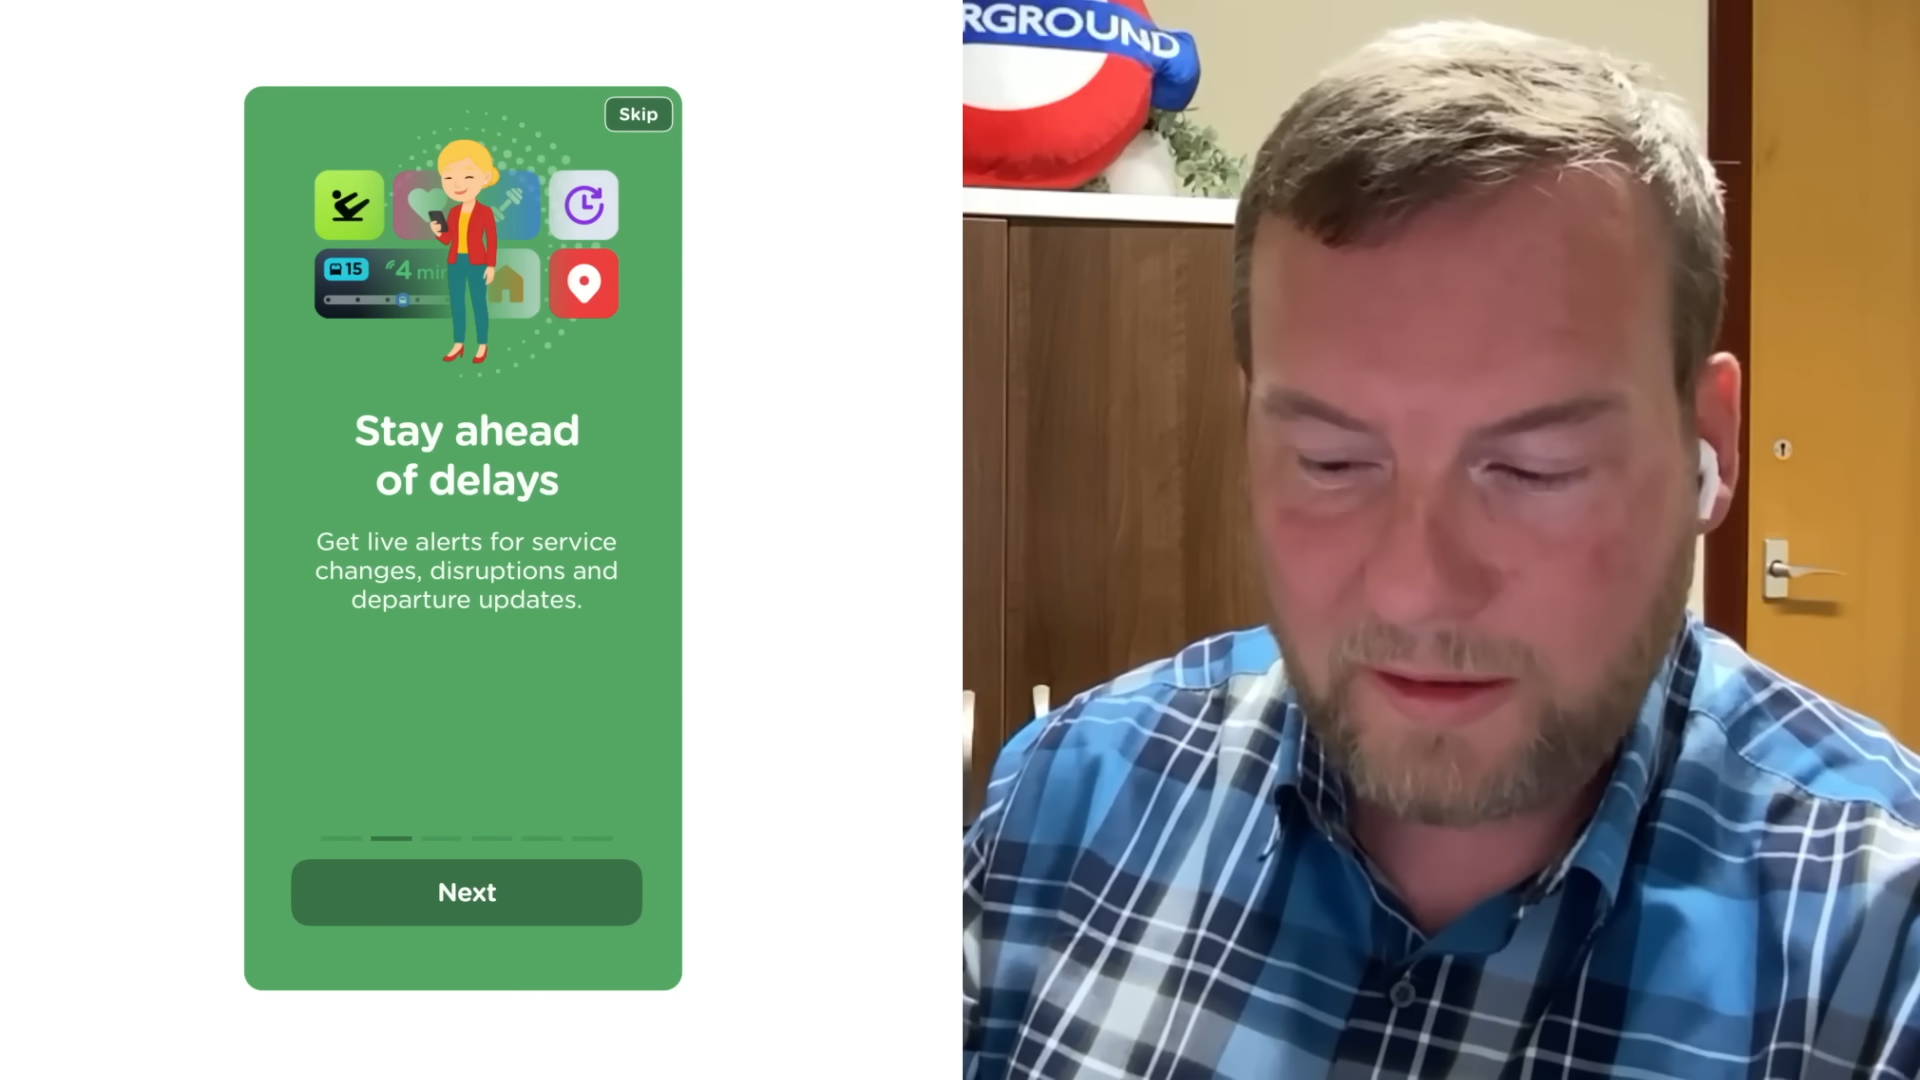 Skip
15
4 min
Stay ahead
of delays
Get live alerts for service
changes, disruptions and
departure updates.
Next
RGROUND